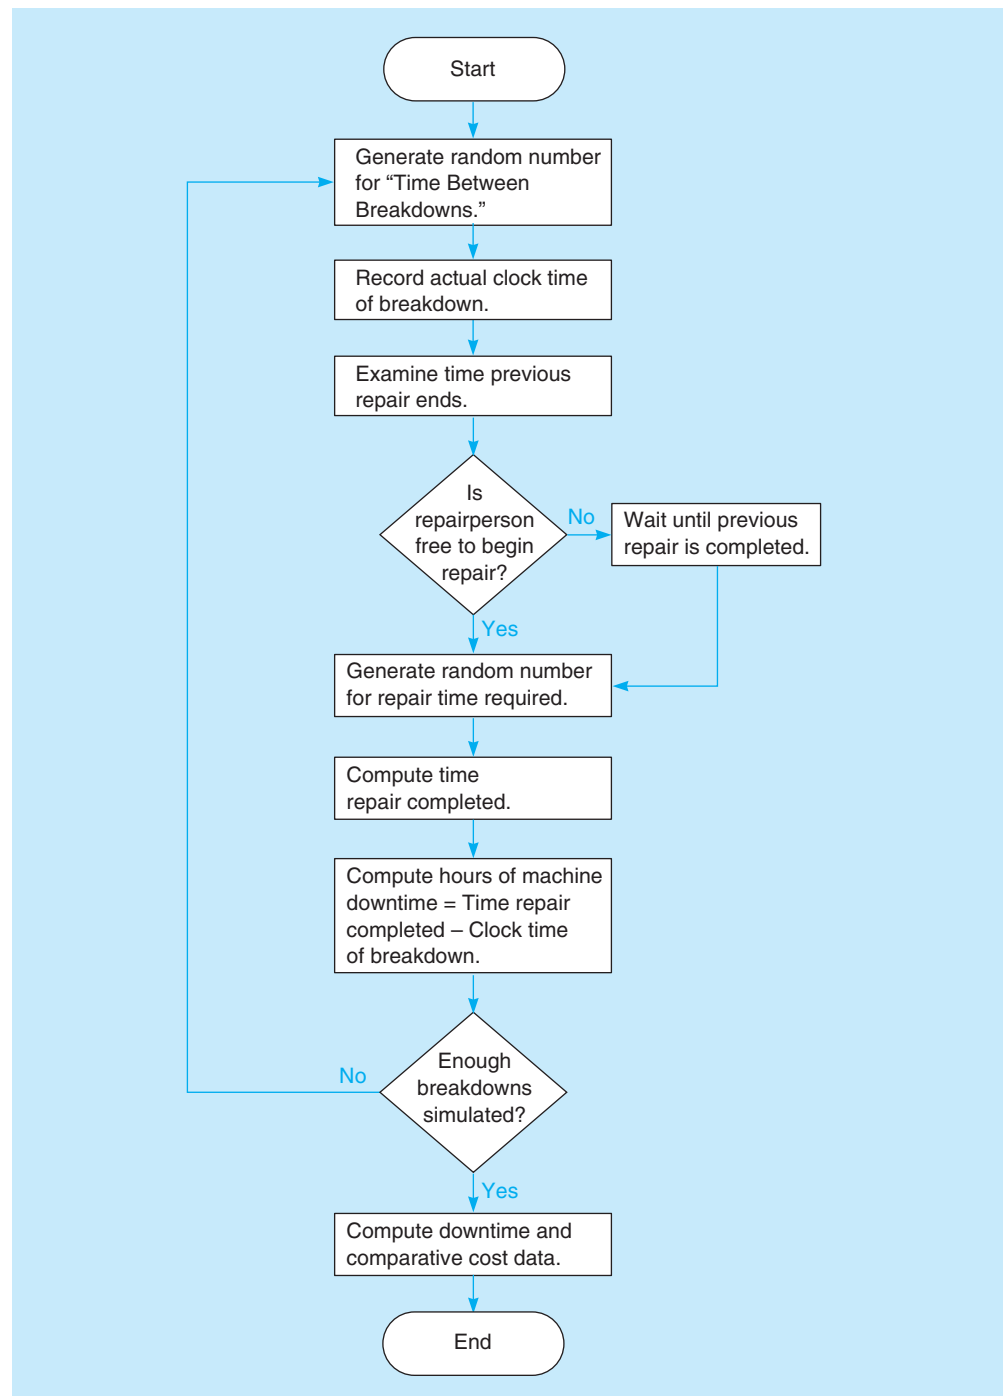 Start
Generate random number
for “Time Between
Breakdowns.”
Record actual clock time
of breakdown.
Examine time previous
repair ends.
Is
repairperson
free to begin
repair?
No
Wait until previous
repair is completed.
Yes
Generate random number
for repair time required.
Compute time
repair completed.
Compute hours of machine
downtime = Time repair
completed – Clock time
of breakdown.
Enough
breakdowns
simulated?
No
Yes
Compute downtime and
comparative cost data.
End